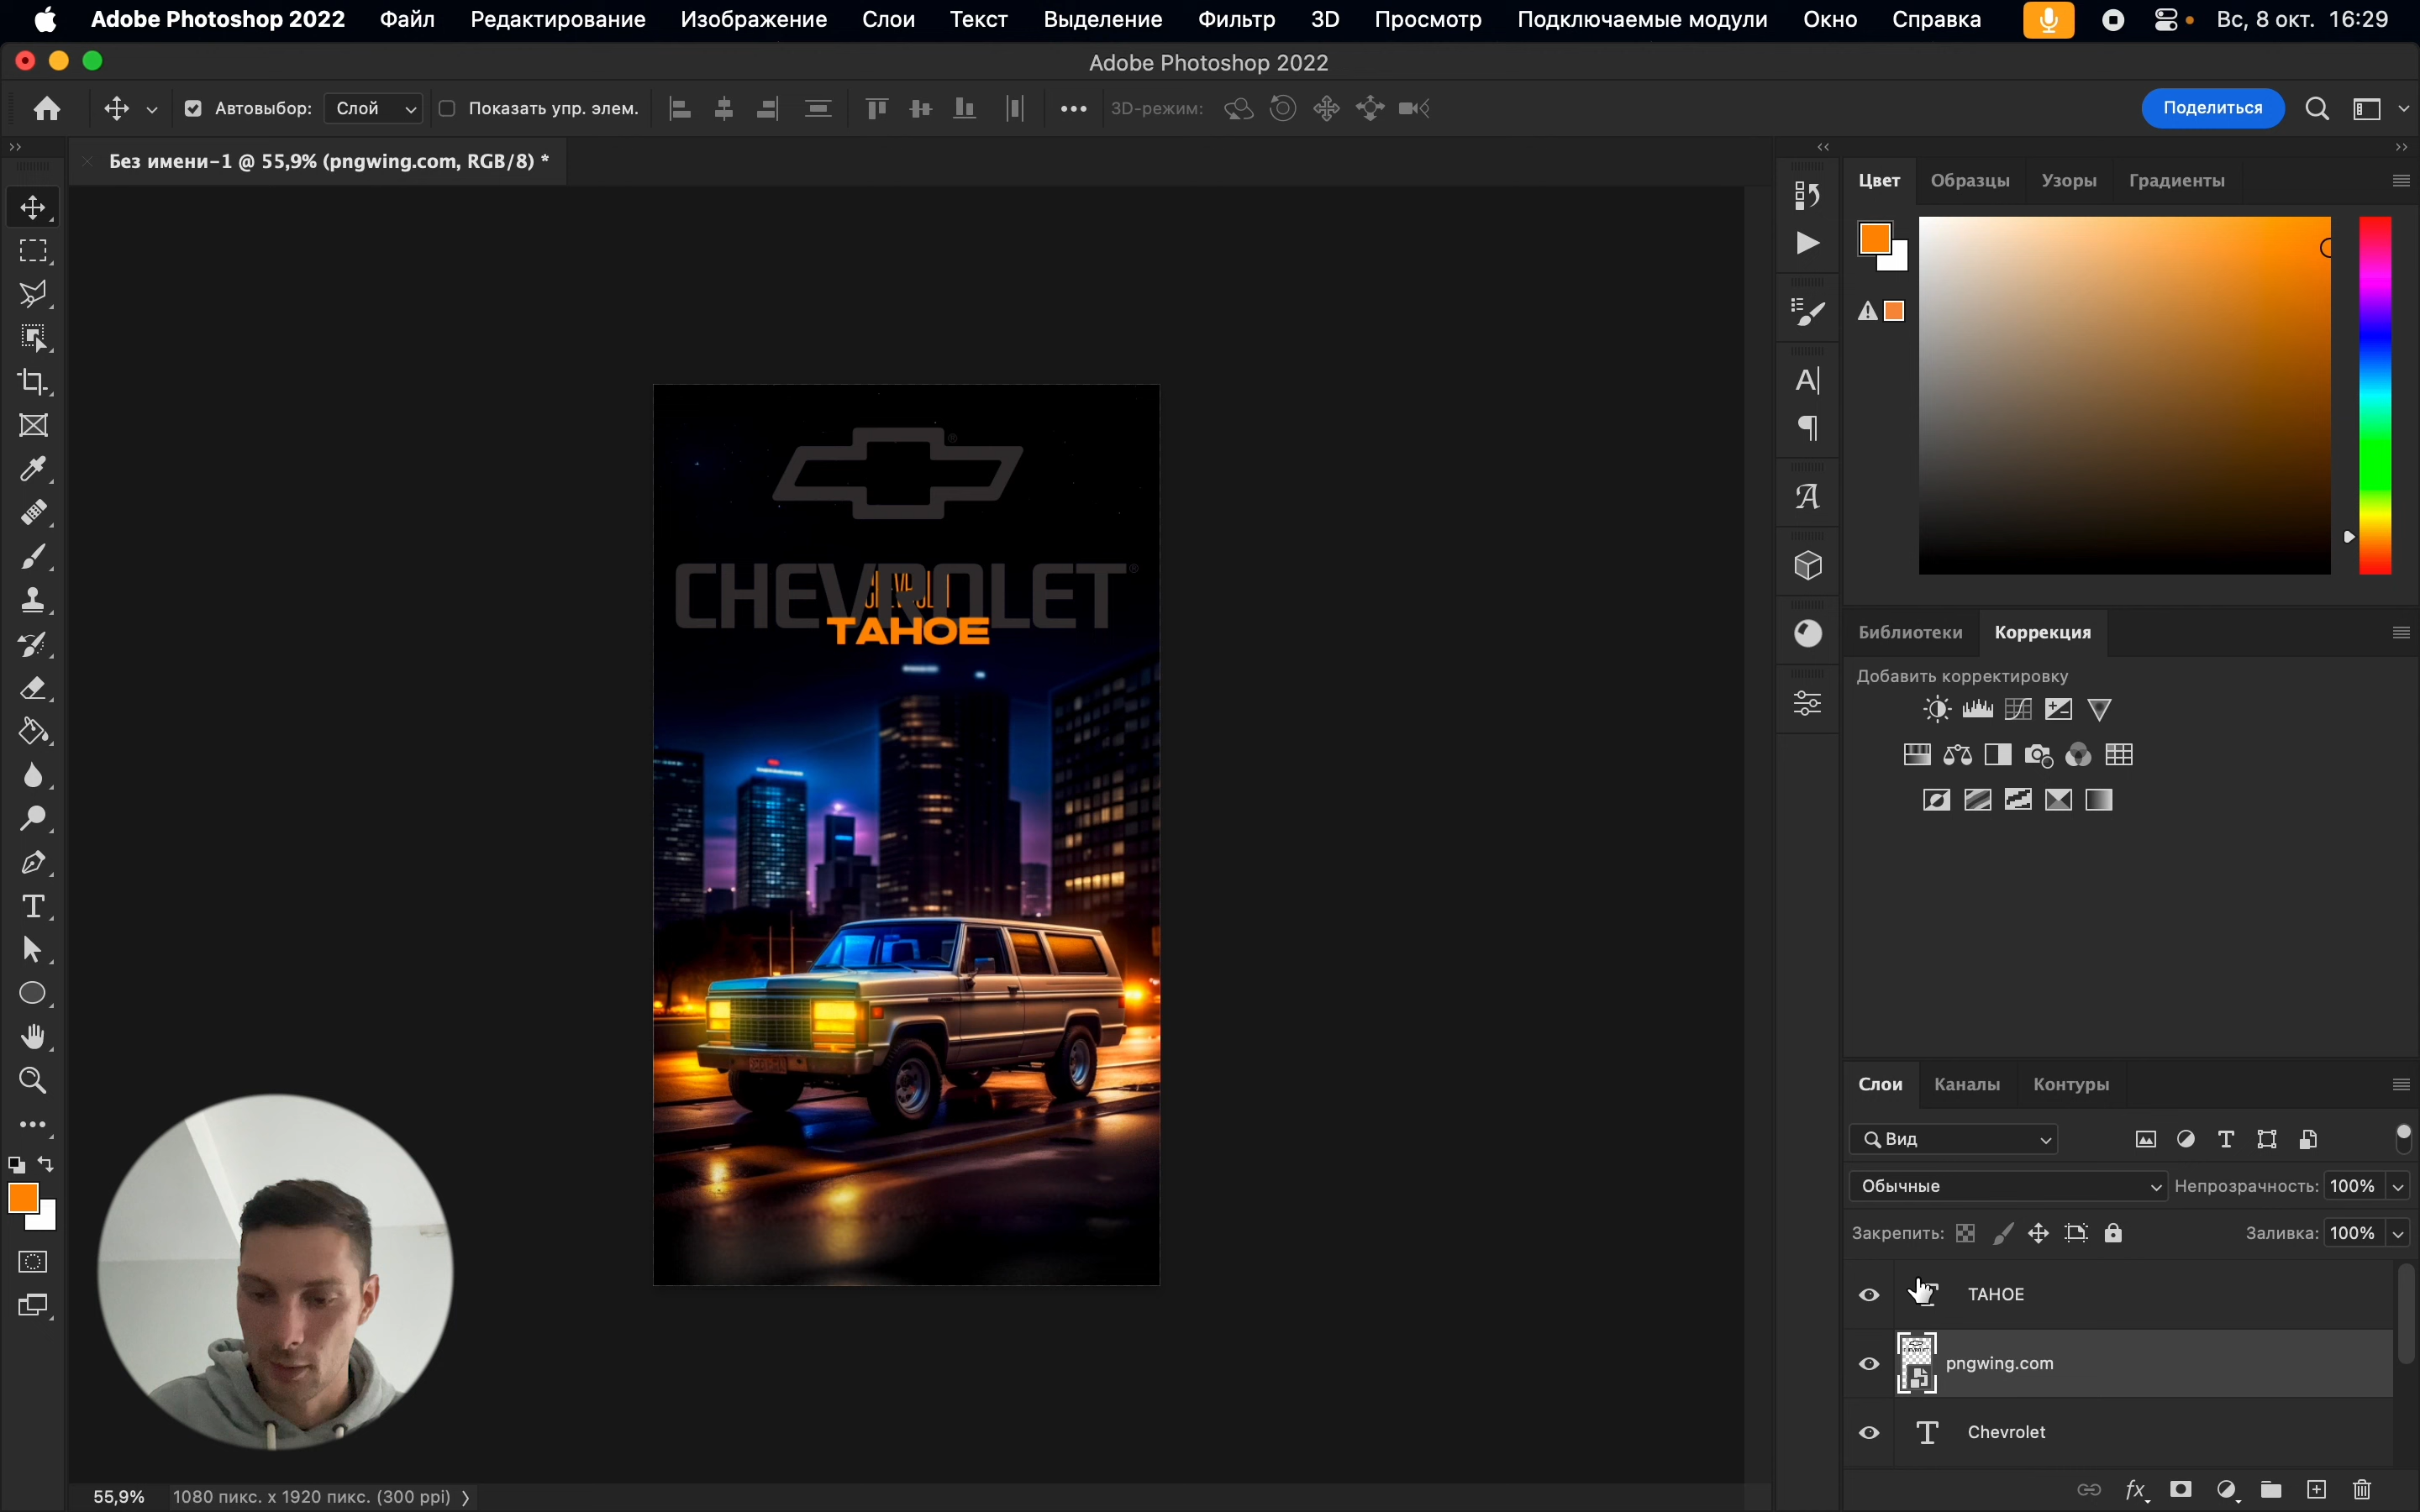 Adobe Photoshop 2022 Файл Редактирование Изображение Слои Текст Выделение Фильтр 3D Просмотр Подключаемые модули Окно Справка Вс, 8 окт. 16:29
Adobe Photoshop 2022
Автовыбор: Слой Показать упр. элем. 3D-режим: Поделиться
Без имени-1 @ 55,9% (pngwing.com, RGB/8) *
Цвет Образцы Узоры Градиенты
CHEVROLET
TAHOE
Библиотеки Коррекция
Добавить корректировку
Слои Каналы Контуры
Вид
Обычные Непрозрачность: 100%
Закрепить: Заливка: 100%
TAHOE
pngwing.com
Chevrolet
55,9% 1080 пикс. x 1920 пикс. (300 ppi)